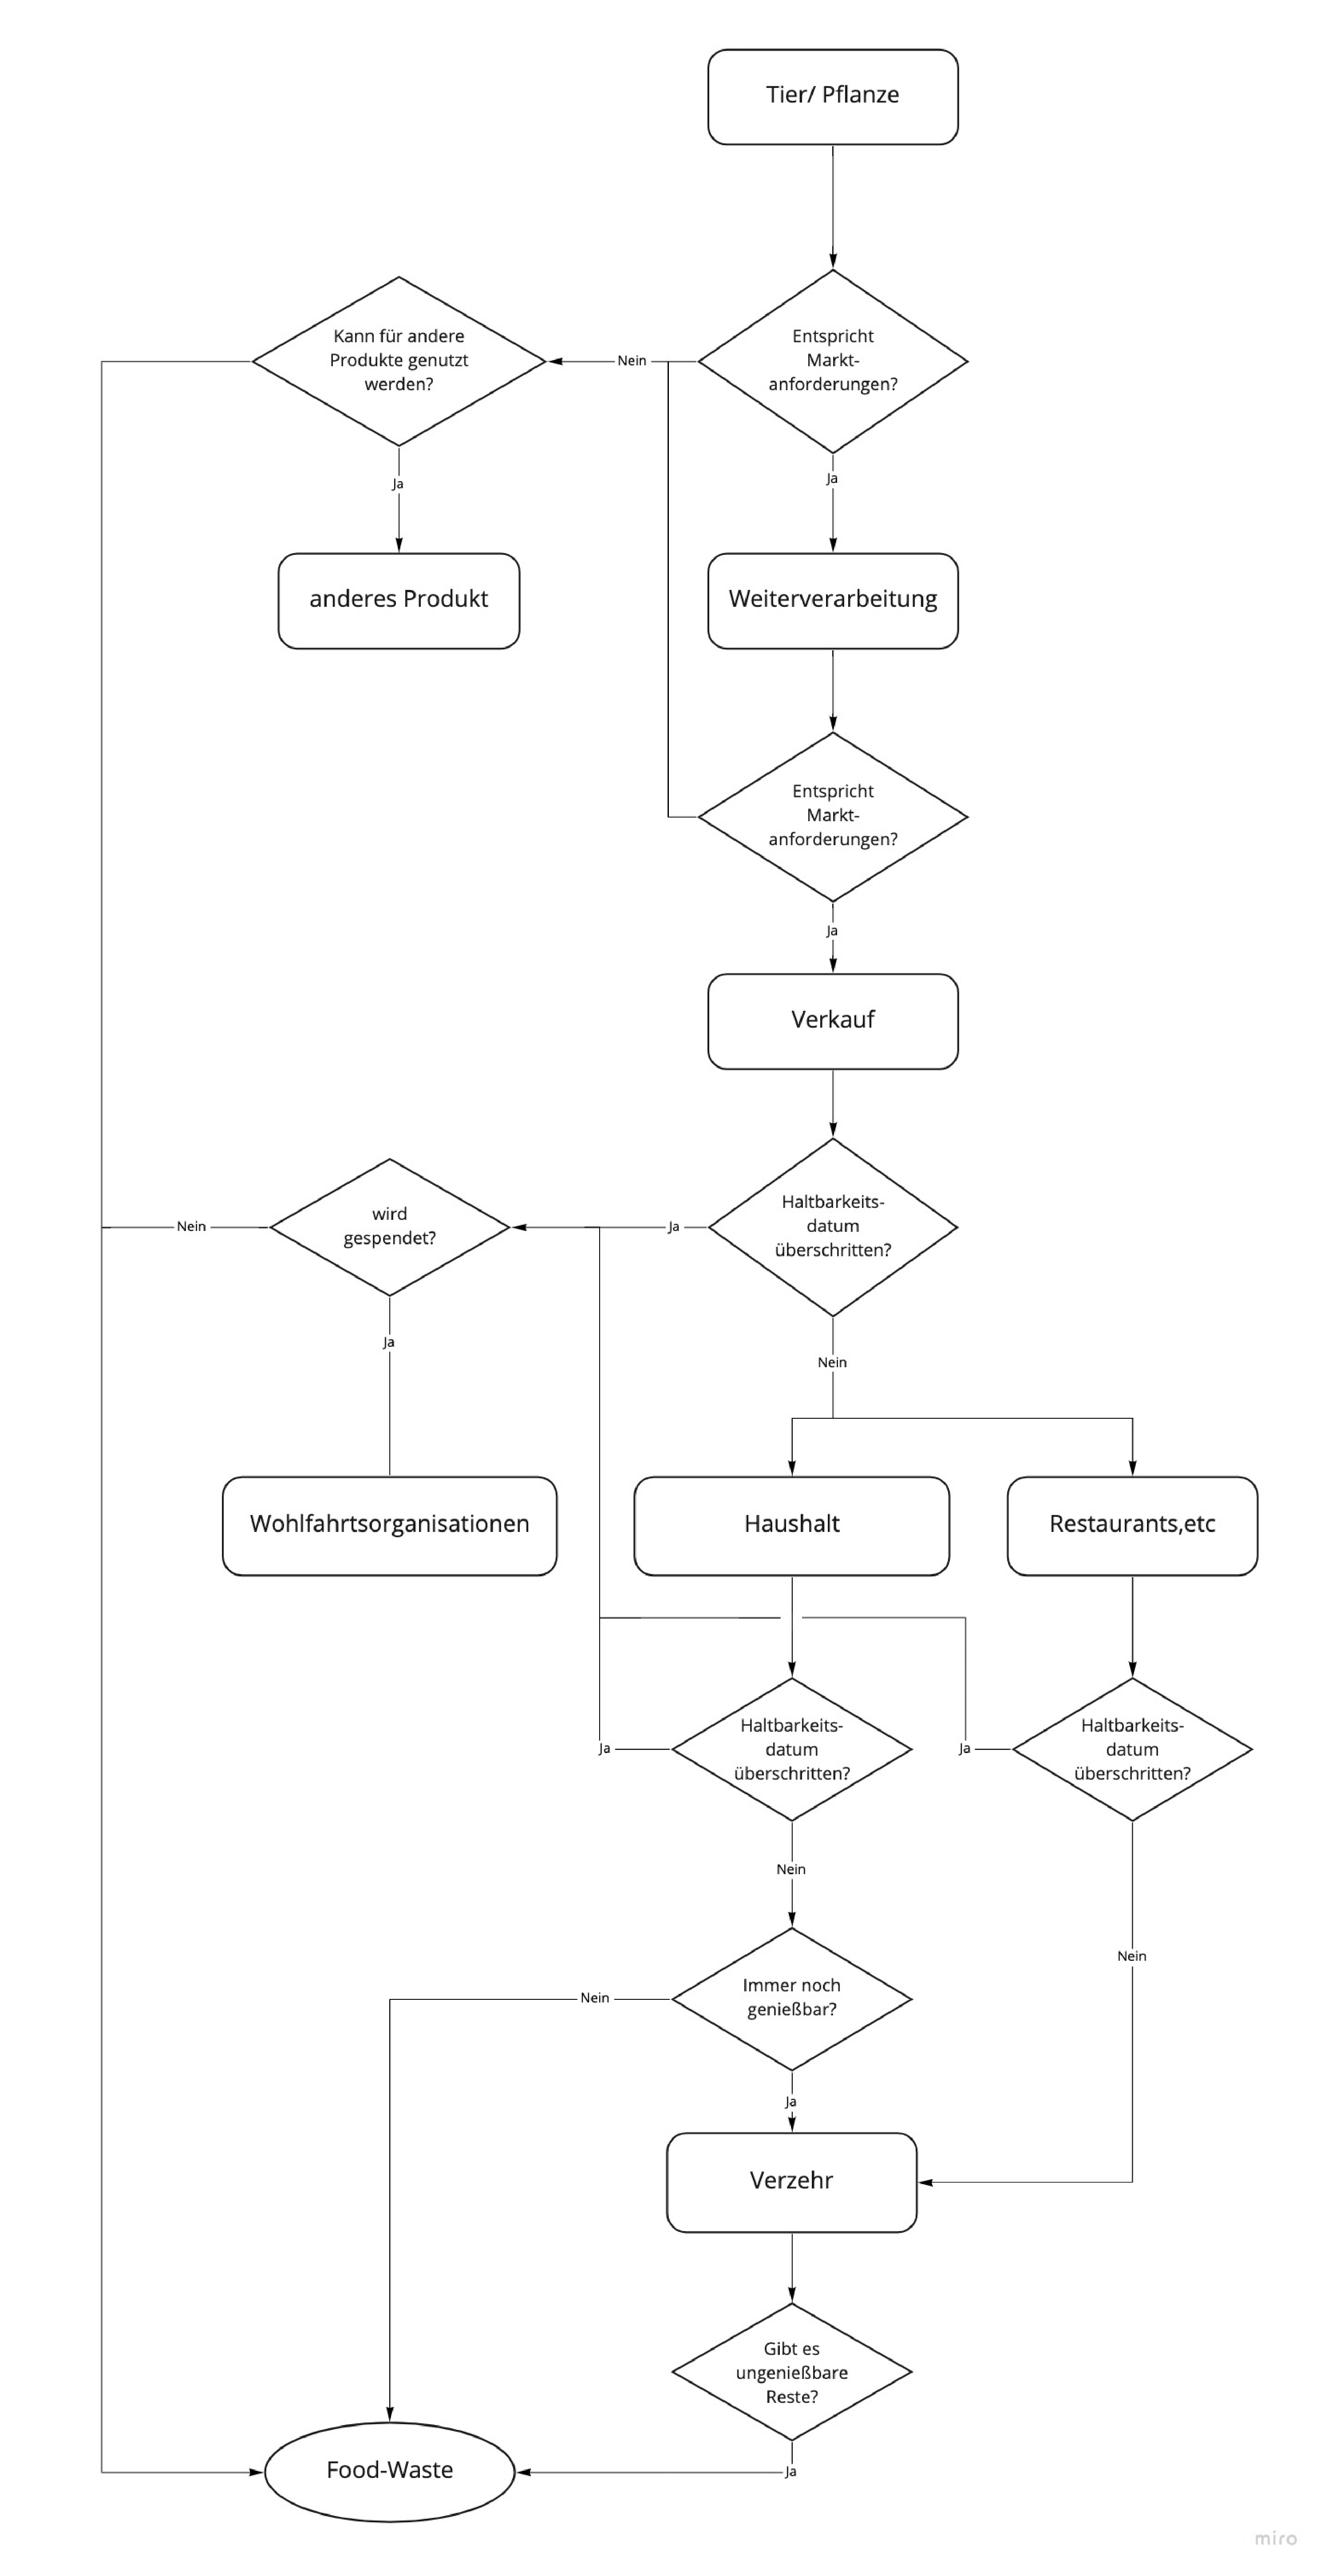 Tier/ Pflanze
Kann für andere
Produkte genutzt
werden?
Nein
Entspricht
Markt-
anforderungen?
Ja
Ja
anderes Produkt
Weiterverarbeitung
Entspricht
Markt-
anforderungen?
Ja
Verkauf
Nein
wird
gespendet?
Ja
Haltbarkeits-
datum
überschritten?
Ja
Nein
Wohlfahrtsorganisationen
Haushalt
Restaurants,etc
Ja
Haltbarkeits-
datum
überschritten?
Ja
Haltbarkeits-
datum
überschritten?
Nein
Nein
Nein
Immer noch
genießbar?
Ja
Verzehr
Gibt es
ungenießbare
Reste?
Food-Waste
Ja
miro